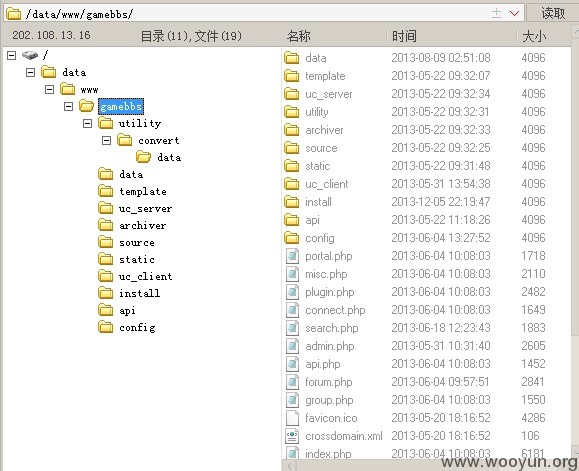 /data/www/gamebbs/ 读取
202.108.13.16 目录(11),文件(19) 名称 时间 大小
/
data
www
gamebbs
utility
convert
data
data
template
uc_server
archiver
source
static
uc_client
install
api
config
data 2013-08-09 02:51:08 4096
template 2013-05-22 09:32:07 4096
uc_server 2013-05-22 09:32:34 4096
utility 2013-05-22 09:32:31 4096
archiver 2013-05-22 09:32:33 4096
source 2013-05-22 09:32:25 4096
static 2013-05-22 09:31:48 4096
uc_client 2013-05-31 13:54:38 4096
install 2013-12-05 22:19:47 4096
api 2013-05-22 11:18:26 4096
config 2013-06-04 13:27:52 4096
portal.php 2013-06-04 10:08:03 1718
misc.php 2013-06-04 10:08:03 2110
plugin.php 2013-06-04 10:08:03 2482
connect.php 2013-06-04 10:08:03 1649
search.php 2013-06-18 12:23:43 1883
admin.php 2013-05-31 10:31:40 2605
api.php 2013-06-04 10:08:03 1452
forum.php 2013-06-04 09:57:51 2841
group.php 2013-06-04 10:08:03 1550
favicon.ico 2013-05-20 18:16:52 4286
crossdomain.xml 2013-05-20 18:16:52 106
index.php 2013-06-04 10:08:03 6181
www.wooyun.org